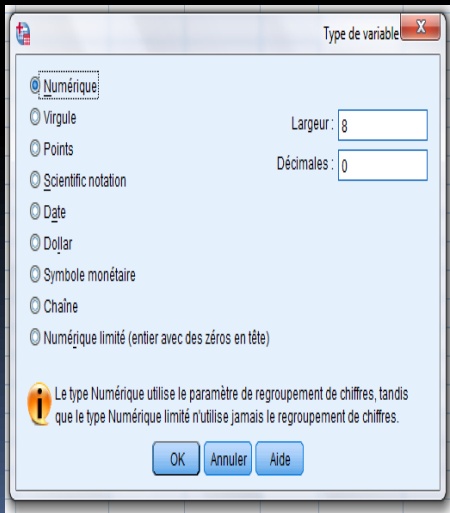 Type de variable
X
Numérique
Virgule
Points
Scientific notation
Date
Dollar
Symbole monétaire
Chaîne
Numérique limité (entier avec des zéros en tête)
Largeur : 8
Décimales : 0
Le type Numérique utilise le paramètre de regroupement de chiffres, tandis
que le type Numérique limité n'utilise jamais le regroupement de chiffres.
OK Annuler Aide